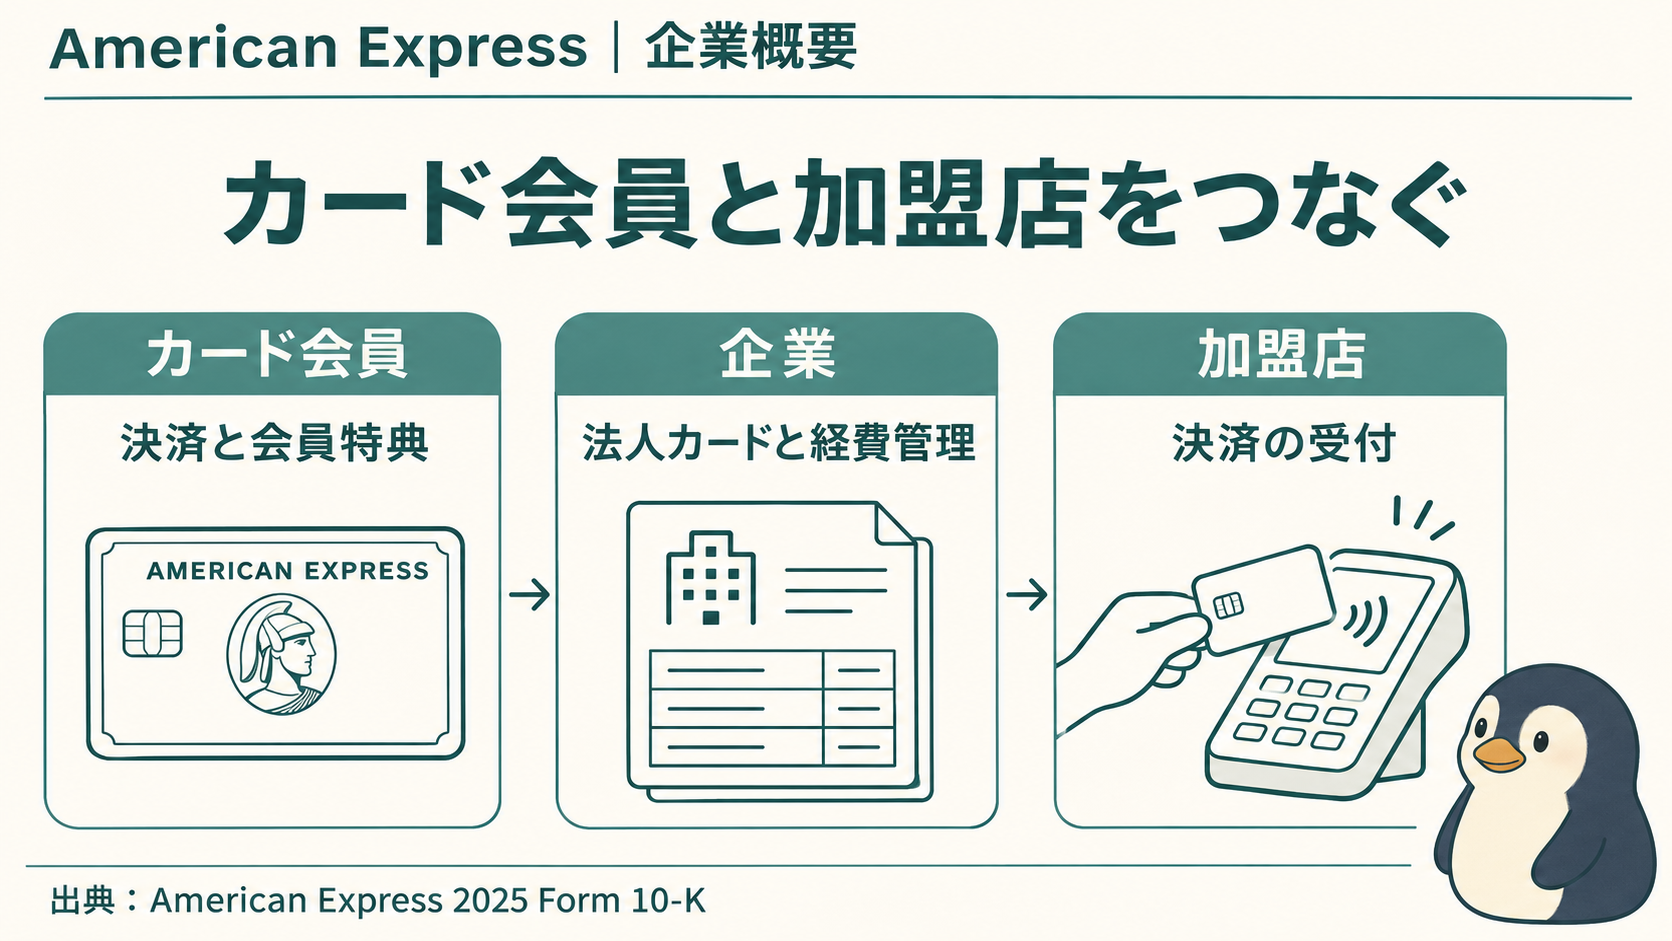 American Express｜企業概要
カード会員と加盟店をつなぐ
カード会員
決済と会員特典
AMERICAN EXPRESS
企業
法人カードと経費管理
加盟店
決済の受付
出典：American Express 2025 Form 10-K